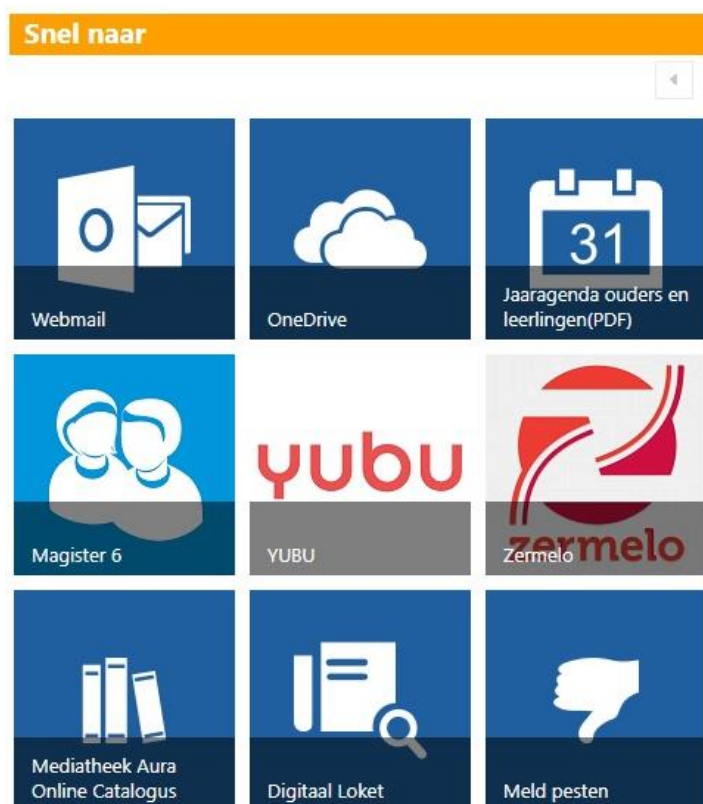 Snel naar
O
31
Webmail
OneDrive
Jaaragenda ouders en
leerlingen(PDF)
yubu
zermelo
Magister 6
YUBU
Zermelo
Mediatheek Aura
Online Catalogus
Digitaal Loket
Meld pesten